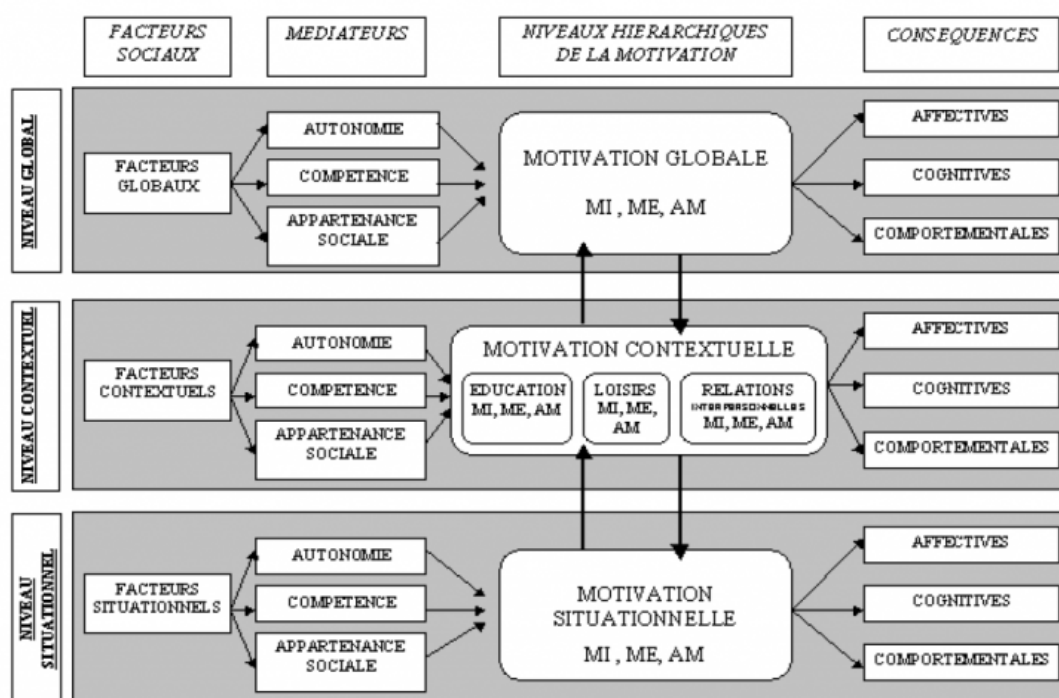 FACTEURS
SOCIAUX
MEDIATEURS
NIVEAUX HIERARCHIQUES
DE LA MOTIVATION
CONSEQUENCES
NIVEAU GLOBAL
FACTEURS
GLOBAUX
AUTONOMIE
COMPETENCE
APPARTENANCE
SOCIALE
MOTIVATION GLOBALE
MI , ME, AM
AFFECTIVES
COGNITIVES
COMPORTEMENTALES
NIVEAU CONTEXTUEL
FACTEURS
CONTEXTUELS
AUTONOMIE
COMPETENCE
APPARTENANCE
SOCIALE
MOTIVATION CONTEXTUELLE
EDUCATION
MI, ME, AM
LOISIRS
MI, ME,
AM
RELATIONS
INTERPERSONNELLES
MI, ME, AM
AFFECTIVES
COGNITIVES
COMPORTEMENTALES
NIVEAU
SITUATIONNEL
FACTEURS
SITUATIONNELS
AUTONOMIE
COMPETENCE
APPARTENANCE
SOCIALE
MOTIVATION
SITUATIONNELLE
MI , ME, AM
AFFECTIVES
COGNITIVES
COMPORTEMENTALES